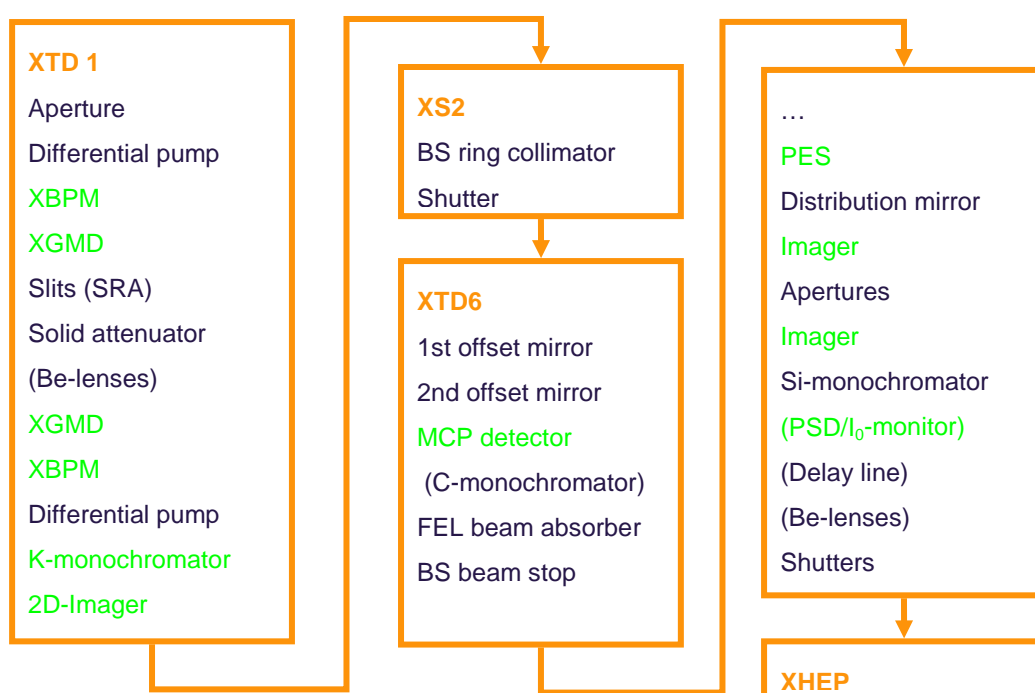 XTD 1
Aperture
Differential pump
XBPM
XGMD
Slits (SRA)
Solid attenuator
(Be-lenses)
XGMD
XBPM
Differential pump
K-monochromator
2D-Imager
XS2
BS ring collimator
Shutter
XTD6
1st offset mirror
2nd offset mirror
MCP detector
(C-monochromator)
FEL beam absorber
BS beam stop
…
PES
Distribution mirror
Imager
Apertures
Imager
Si-monochromator
(PSD/I₀-monitor)
(Delay line)
(Be-lenses)
Shutters
XHEP